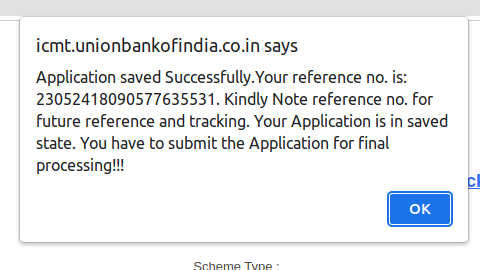 icmt.unionbankofindia.co.in says
Application saved Successfully.Your reference no. is:
23052418090577635531. Kindly Note reference no. for
future reference and tracking. Your Application is in saved
state. You have to submit the Application for final
processing!!!
OK
Scheme Type :